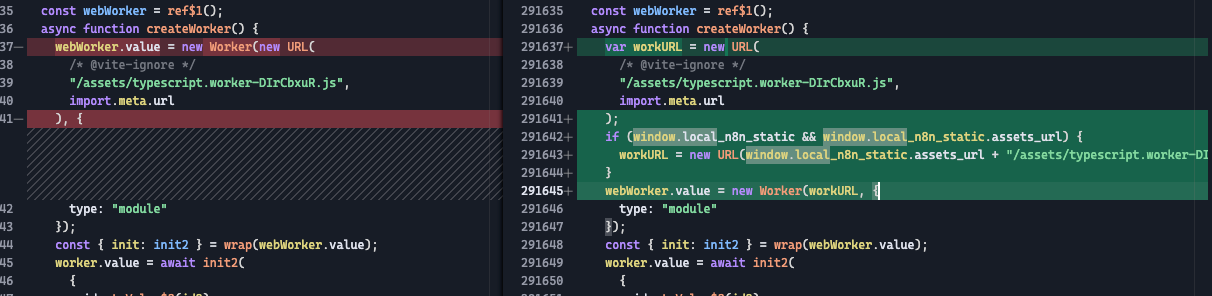 35 const webWorker = ref$1();
36 async function createWorker() {
37— webWorker.value = new Worker(new URL(
38 /* @vite-ignore */
39 "/assets/typescript.worker-DIrCbxuR.js",
40 import.meta.url
41— ), {
42 type: "module"
43 });
44 const { init: init2 } = wrap(webWorker.value);
45 worker.value = await init2(
46 {
291635 const webWorker = ref$1();
291636 async function createWorker() {
291637+ var workURL = new URL(
291638 /* @vite-ignore */
291639 "/assets/typescript.worker-DIrCbxuR.js",
291640 import.meta.url
291641+ );
291642+ if (window.local_n8n_static && window.local_n8n_static.assets_url) {
291643+ workURL = new URL(window.local_n8n_static.assets_url + "/assets/typescript.worker-DI
291644+ }
291645+ webWorker.value = new Worker(workURL, {
291646 type: "module"
291647 });
291648 const { init: init2 } = wrap(webWorker.value);
291649 worker.value = await init2(
291650 {